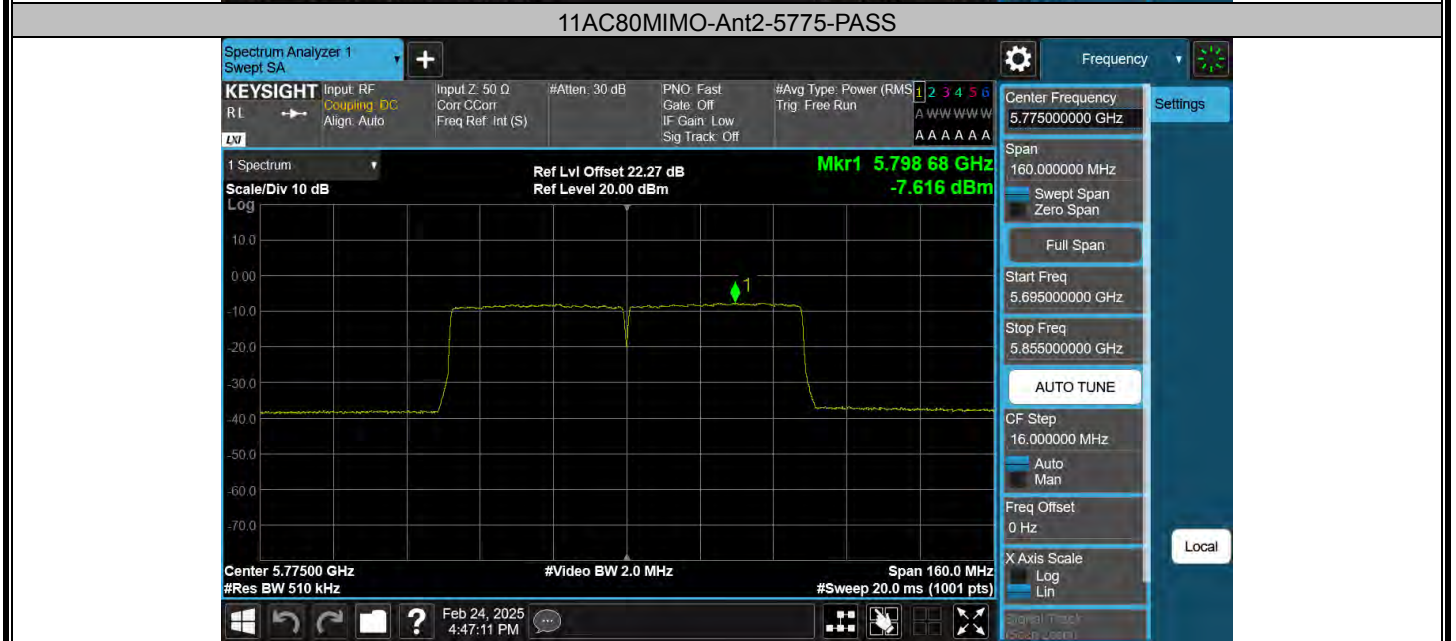 11AC80MIMO-Ant2-5775-PASS
Spectrum Analyzer 1
Swept SA
+
Frequency
KEYSIGHT
RL
LXI
Input: RF
Coupling: DC
Align: Auto
Input Z: 50 Ω
Corr CCorr
Freq Ref: Int (S)
#Atten: 30 dB
PNO: Fast
Gate: Off
IF Gain: Low
Sig Track: Off
#Avg Type: Power (RMS
Trig: Free Run
1 2 3 4 5 6
A W W W W W
A A A A A A
1 Spectrum
Scale/Div 10 dB
Log
Ref Lvl Offset 22.27 dB
Ref Level 20.00 dBm
Mkr1 5.798 68 GHz
-7.616 dBm
10.0
0.00
-10.0
-20.0
-30.0
-40.0
-50.0
-60.0
-70.0
1
Center 5.77500 GHz
#Res BW 510 kHz
#Video BW 2.0 MHz
Span 160.0 MHz
#Sweep 20.0 ms (1001 pts)
Center Frequency
5.775000000 GHz
Settings
Span
160.000000 MHz
Swept Span
Zero Span
Full Span
Start Freq
5.695000000 GHz
Stop Freq
5.855000000 GHz
AUTO TUNE
CF Step
16.000000 MHz
Auto
Man
Freq Offset
0 Hz
X Axis Scale
Log
Lin
Local
?
Feb 24, 2025
4:47:11 PM